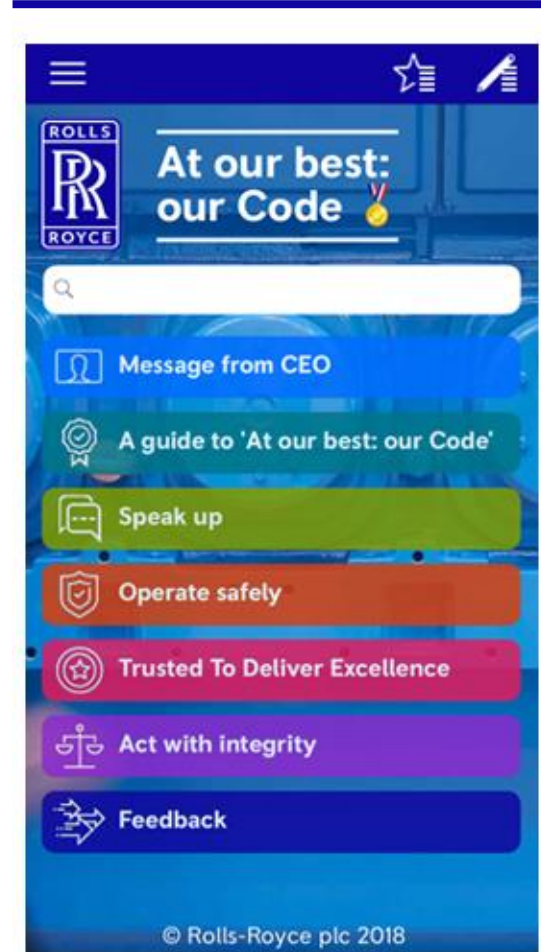 ROLLS
RR
ROYCE
At our best:
our Code
Message from CEO
A guide to 'At our best: our Code'
Speak up
Operate safely
Trusted To Deliver Excellence
Act with integrity
Feedback
© Rolls-Royce plc 2018